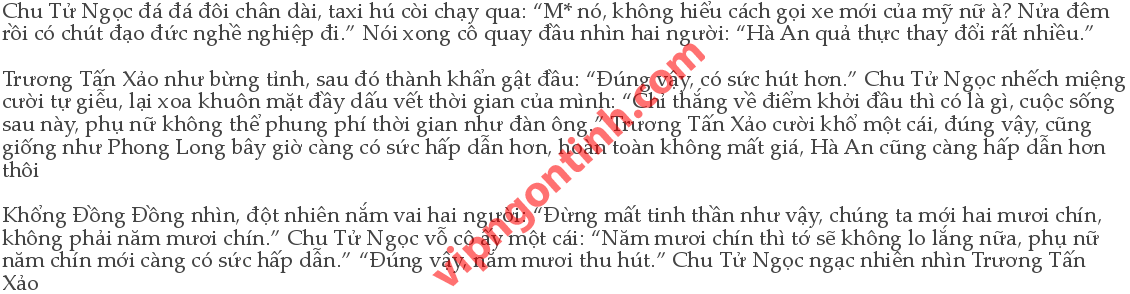 Chu Tử Ngọc đá đá đôi chân dài, taxi hú còi chạy qua: “M* nó, không hiểu cách gọi xe mới của mỹ nữ à? Nửa đêm
rồi có chút đạo đức nghề nghiệp đi.” Nói xong cô quay đầu nhìn hai người: “Hà An quả thực thay đổi rất nhiều.”
Trương Tấn Xảo như bừng tỉnh, sau đó thành khẩn gật đầu: “Đúng vậy, có sức hút hơn.” Chu Tử Ngọc nhếch miệng
cười tự giễu, lại xoa khuôn mặt đầy dấu vết thời gian của mình: “Chỉ thắng về điểm khởi đầu thì có là gì, cuộc sống
sau này, phụ nữ không thể phung phí thời gian như đàn ông.” Trương Tấn Xảo cười khổ một cái, đúng vậy, cũng
giống như Phong Long bây giờ càng có sức hấp dẫn hơn, hoàn toàn không mất giá, Hà An cũng càng hấp dẫn hơn
thôi
Khổng Đồng Đồng nhìn, đột nhiên nắm vai hai người: “Đừng mất tinh thần như vậy, chúng ta mới hai mươi chín,
không phải năm mươi chín.” Chu Tử Ngọc vỗ cô ấy một cái: “Năm mươi chín thì tớ sẽ không lo lắng nữa, phụ nữ
năm chín mới càng có sức hấp dẫn.” “Đúng vậy, năm mươi thu hút.” Chu Tử Ngọc ngạc nhiên nhìn Trương Tấn
Xảo
vipngontinh.com